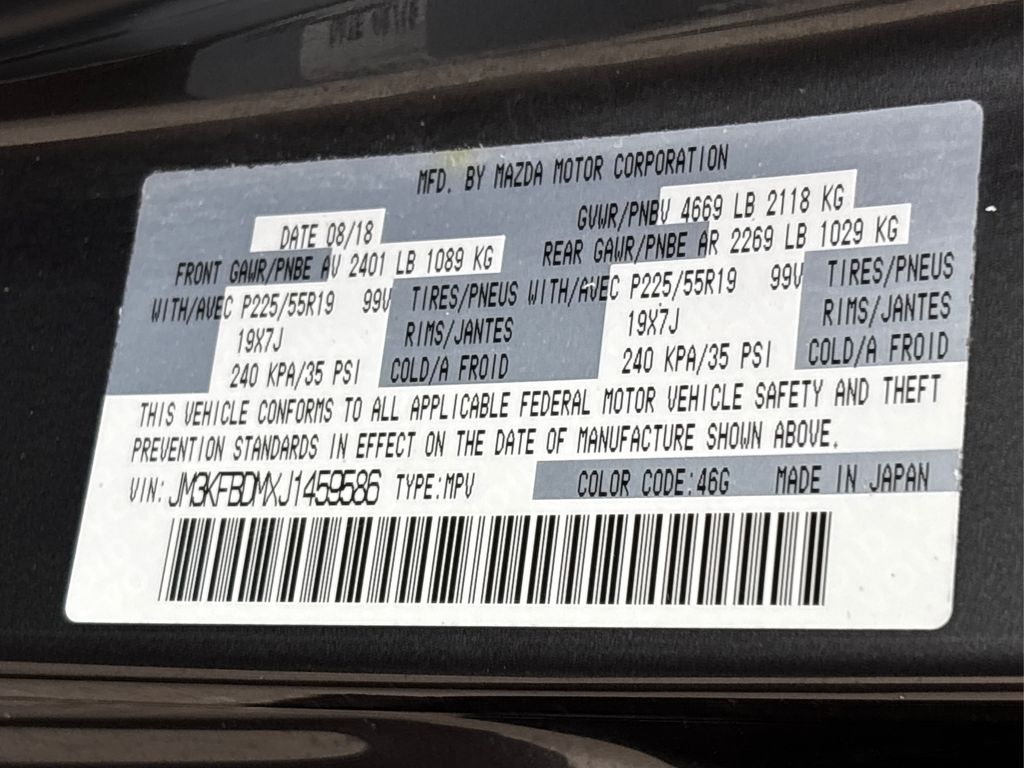 MFD. BY MAZDA MOTOR CORPORATION
DATE 08/18 GVWR/PNBV 4669 LB 2118 KG
FRONT GAWR/PNBE AV 2401 LB 1089 KG REAR GAWR/PNBE AR 2269 LB 1029 KG
WITH/AVEC P225/55R19 99V TIRES/PNEUS WITH/AVEC P225/55R19 99V TIRES/PNEUS
19X7J RIMS/JANTES 19X7J RIMS/JANTES
240 KPA/35 PSI COLD/A FROID 240 KPA/35 PSI COLD/A FROID
THIS VEHICLE CONFORMS TO ALL APPLICABLE FEDERAL MOTOR VEHICLE SAFETY AND THEFT
PREVENTION STANDARDS IN EFFECT ON THE DATE OF MANUFACTURE SHOWN ABOVE.
VIN: JM3KFBDMXJ1459586 TYPE:MPV COLOR CODE:46G MADE IN JAPAN